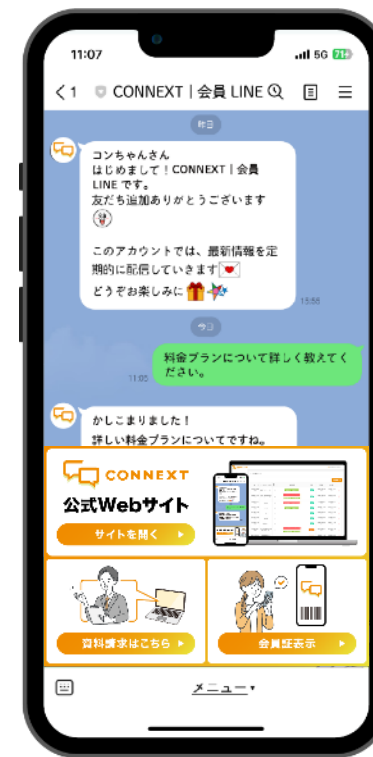 11:07
5G 71
1
CONNEXT | 会員 LINE
昨日
コンちゃんさん
はじめまして！CONNEXT | 会員
LINE です。
友だち追加ありがとうございます
このアカウントでは、最新情報を定
期的に配信していきます
どうぞお楽しみに
15:55
今日
料金プランについて詳しく教えてく
ださい。
11:05
かしこまりました！
詳しい料金プランについてですね。
CONNEXT
公式Webサイト
サイトを開く
資料請求はこちら
会員証表示
メニュー